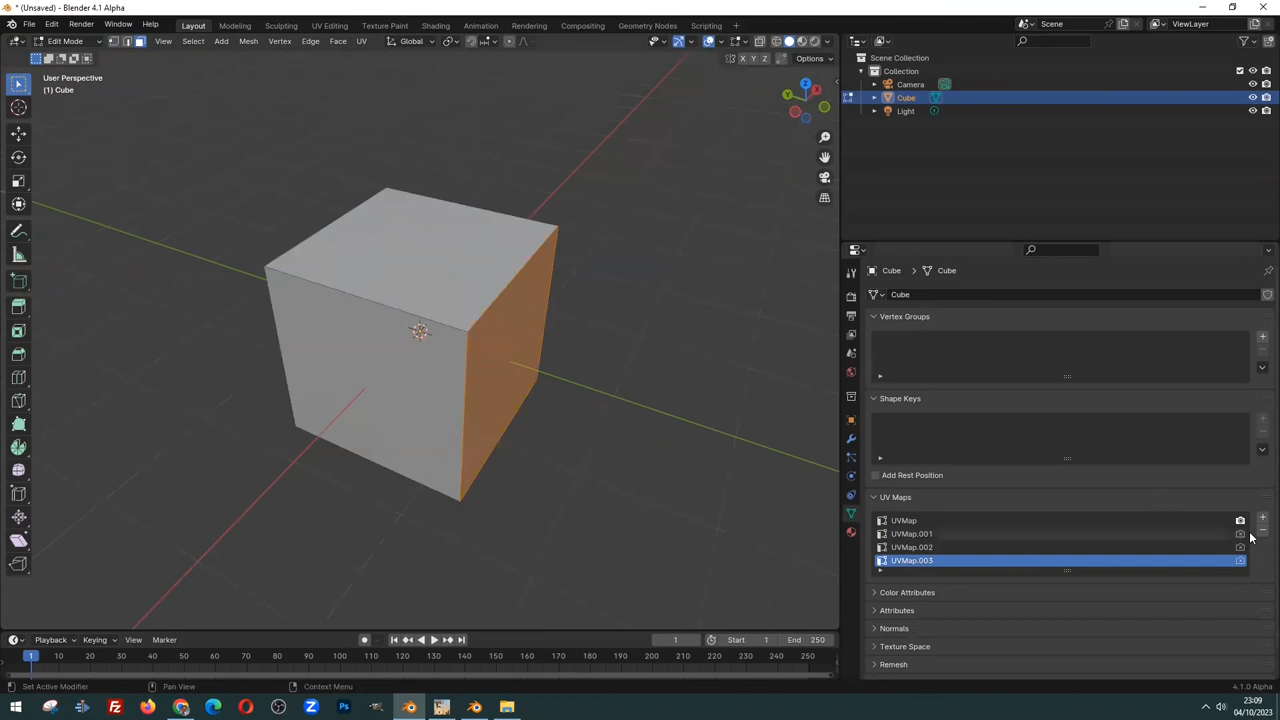 * (Unsaved) - Blender 4.1 Alpha
File Edit Render Window Help Layout Modeling Sculpting UV Editing Texture Paint Shading Animation Rendering Compositing Geometry Nodes Scripting Scene ViewLayer
Edit Mode View Select Add Mesh Vertex Edge Face UV Global
X Y Z Options
User Perspective
(1) Cube
Z
Y
X
Scene Collection
Collection
Camera
Cube
Light
Cube > Cube
Cube
Vertex Groups
Shape Keys
Add Rest Position
UV Maps
UVMap
UVMap.001
UVMap.002
UVMap.003
Color Attributes
Attributes
Normals
Texture Space
Remesh
Playback Keying View Marker 1 Start 1 End 250
1 10 20 30 40 50 60 70 80 90 100 110 120 130 140 150 160 170 180 190 200 210 220 230 240 250
Set Active Modifier Pan View Context Menu 4.1.0 Alpha
23:09
04/10/2023